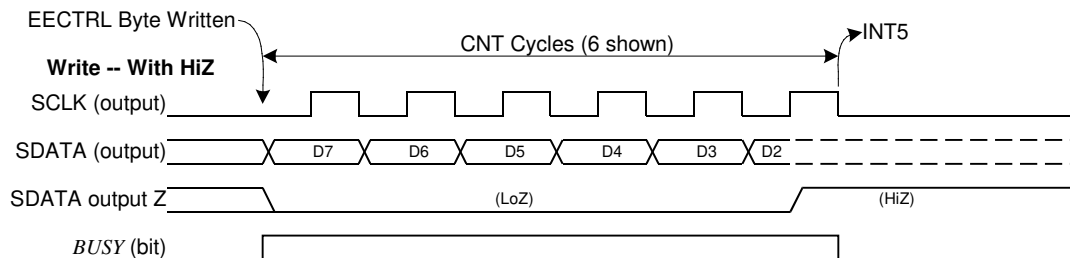 EECTRL Byte Written
INT5
CNT Cycles (6 shown)
Write -- With HiZ
SCLK (output)
SDATA (output)
D7 D6 D5 D4 D3 D2
SDATA output Z
(LoZ) (HiZ)
BUSY (bit)